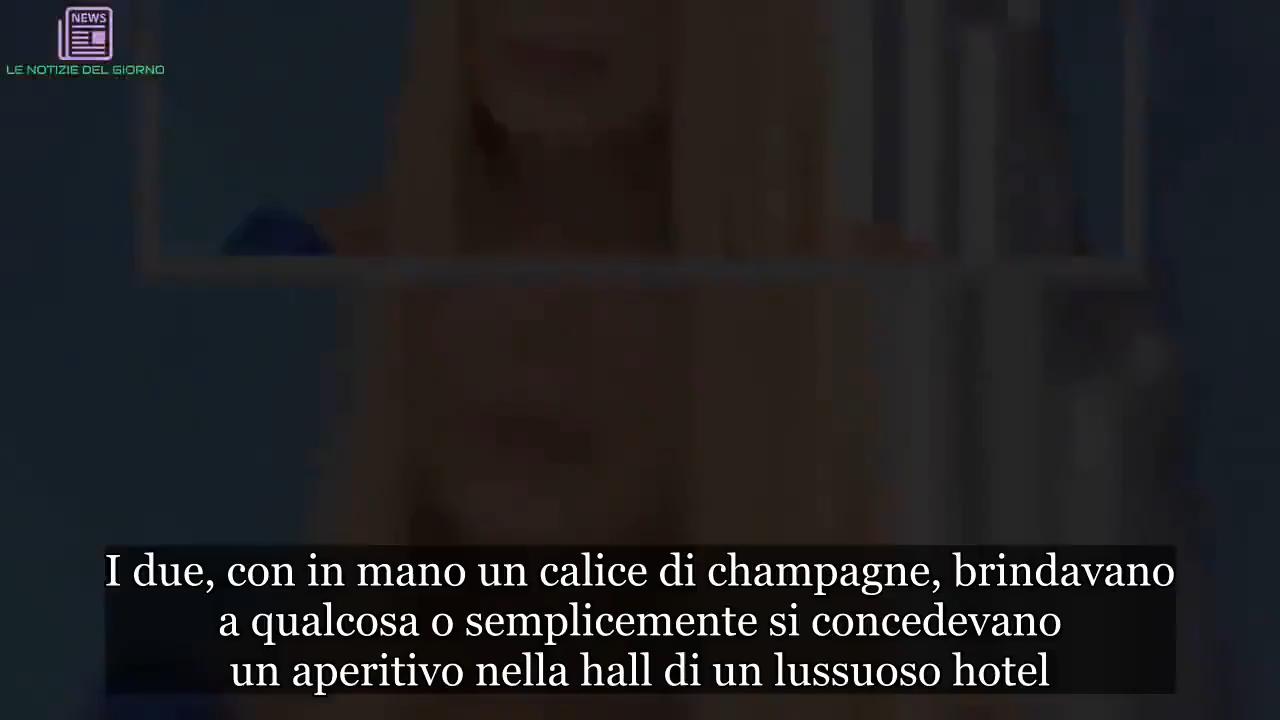 NEWS
LE NOTIZIE DEL GIORNO
I due, con in mano un calice di champagne, brindavano
a qualcosa o semplicemente si concedevano
un aperitivo nella hall di un lussuoso hotel